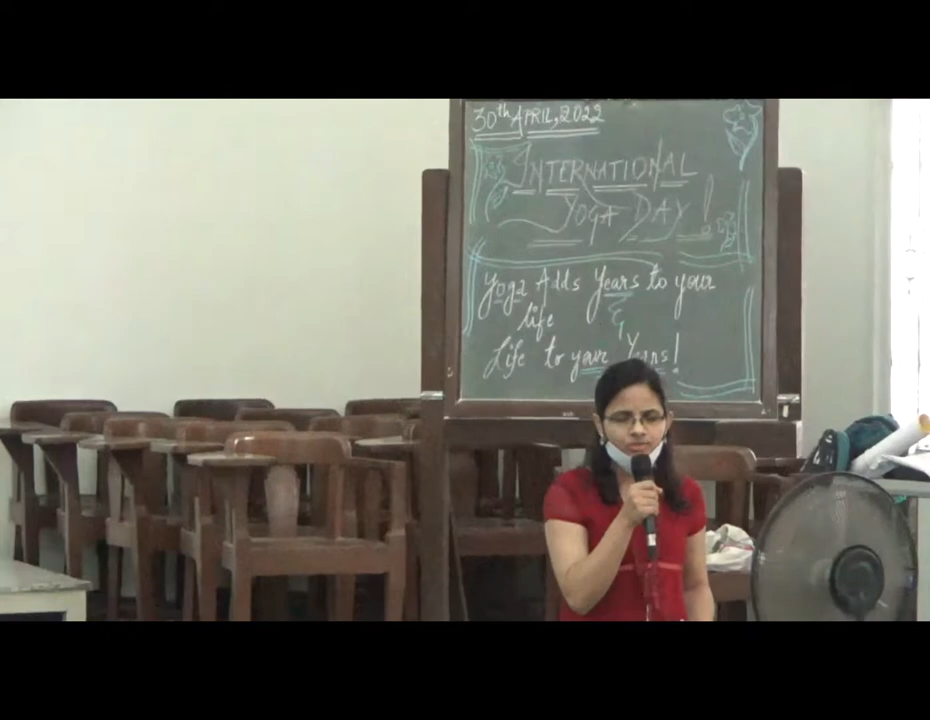 30th APRIL, 2022
INTERNATIONAL
YOGA DAY!
Yoga Adds Years to your
life
&
Life to your Years!